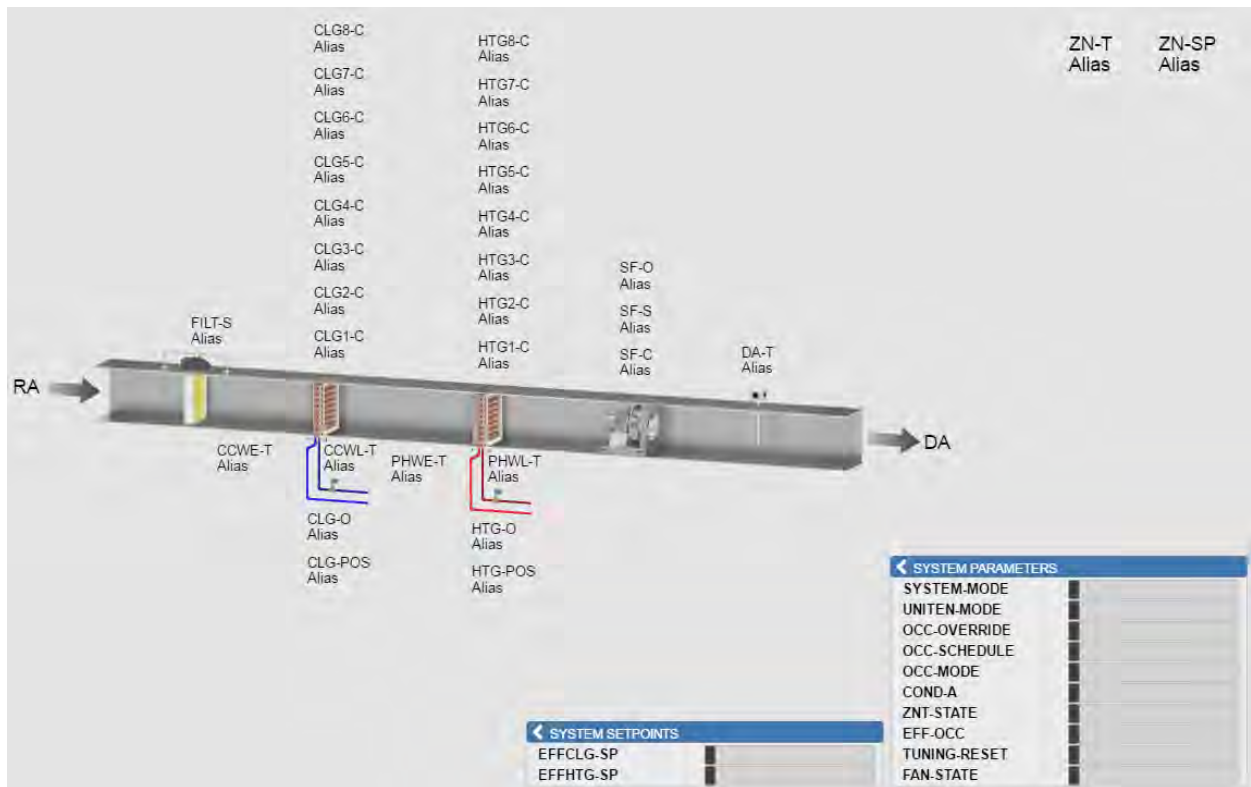 CLG8-C
Alias
CLG7-C
Alias
CLG6-C
Alias
CLG5-C
Alias
CLG4-C
Alias
CLG3-C
Alias
CLG2-C
Alias
CLG1-C
Alias
HTG8-C
Alias
HTG7-C
Alias
HTG6-C
Alias
HTG5-C
Alias
HTG4-C
Alias
HTG3-C
Alias
HTG2-C
Alias
HTG1-C
Alias
ZN-T
Alias
ZN-SP
Alias
SF-O
Alias
SF-S
Alias
SF-C
Alias
FILT-S
Alias
DA-T
Alias
RA
DA
CCWE-T
Alias
CCWL-T
Alias
PHWE-T
Alias
PHWL-T
Alias
CLG-O
Alias
CLG-POS
Alias
HTG-O
Alias
HTG-POS
Alias
SYSTEM PARAMETERS
SYSTEM-MODE
UNITEN-MODE
OCC-OVERRIDE
OCC-SCHEDULE
OCC-MODE
COND-A
ZNT-STATE
EFF-OCC
TUNING-RESET
FAN-STATE
SYSTEM SETPOINTS
EFFCLG-SP
EFFHTG-SP